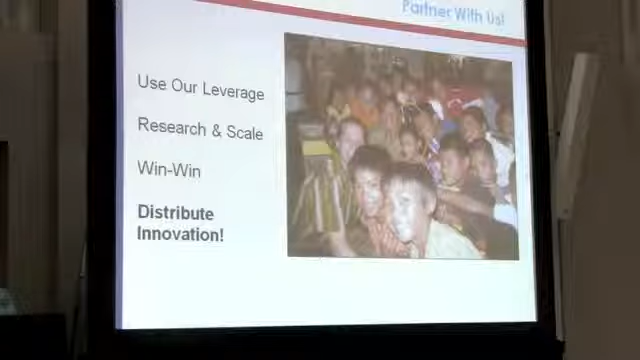 Partner With Us!
Use Our Leverage
Research & Scale
Win-Win
Distribute
Innovation!